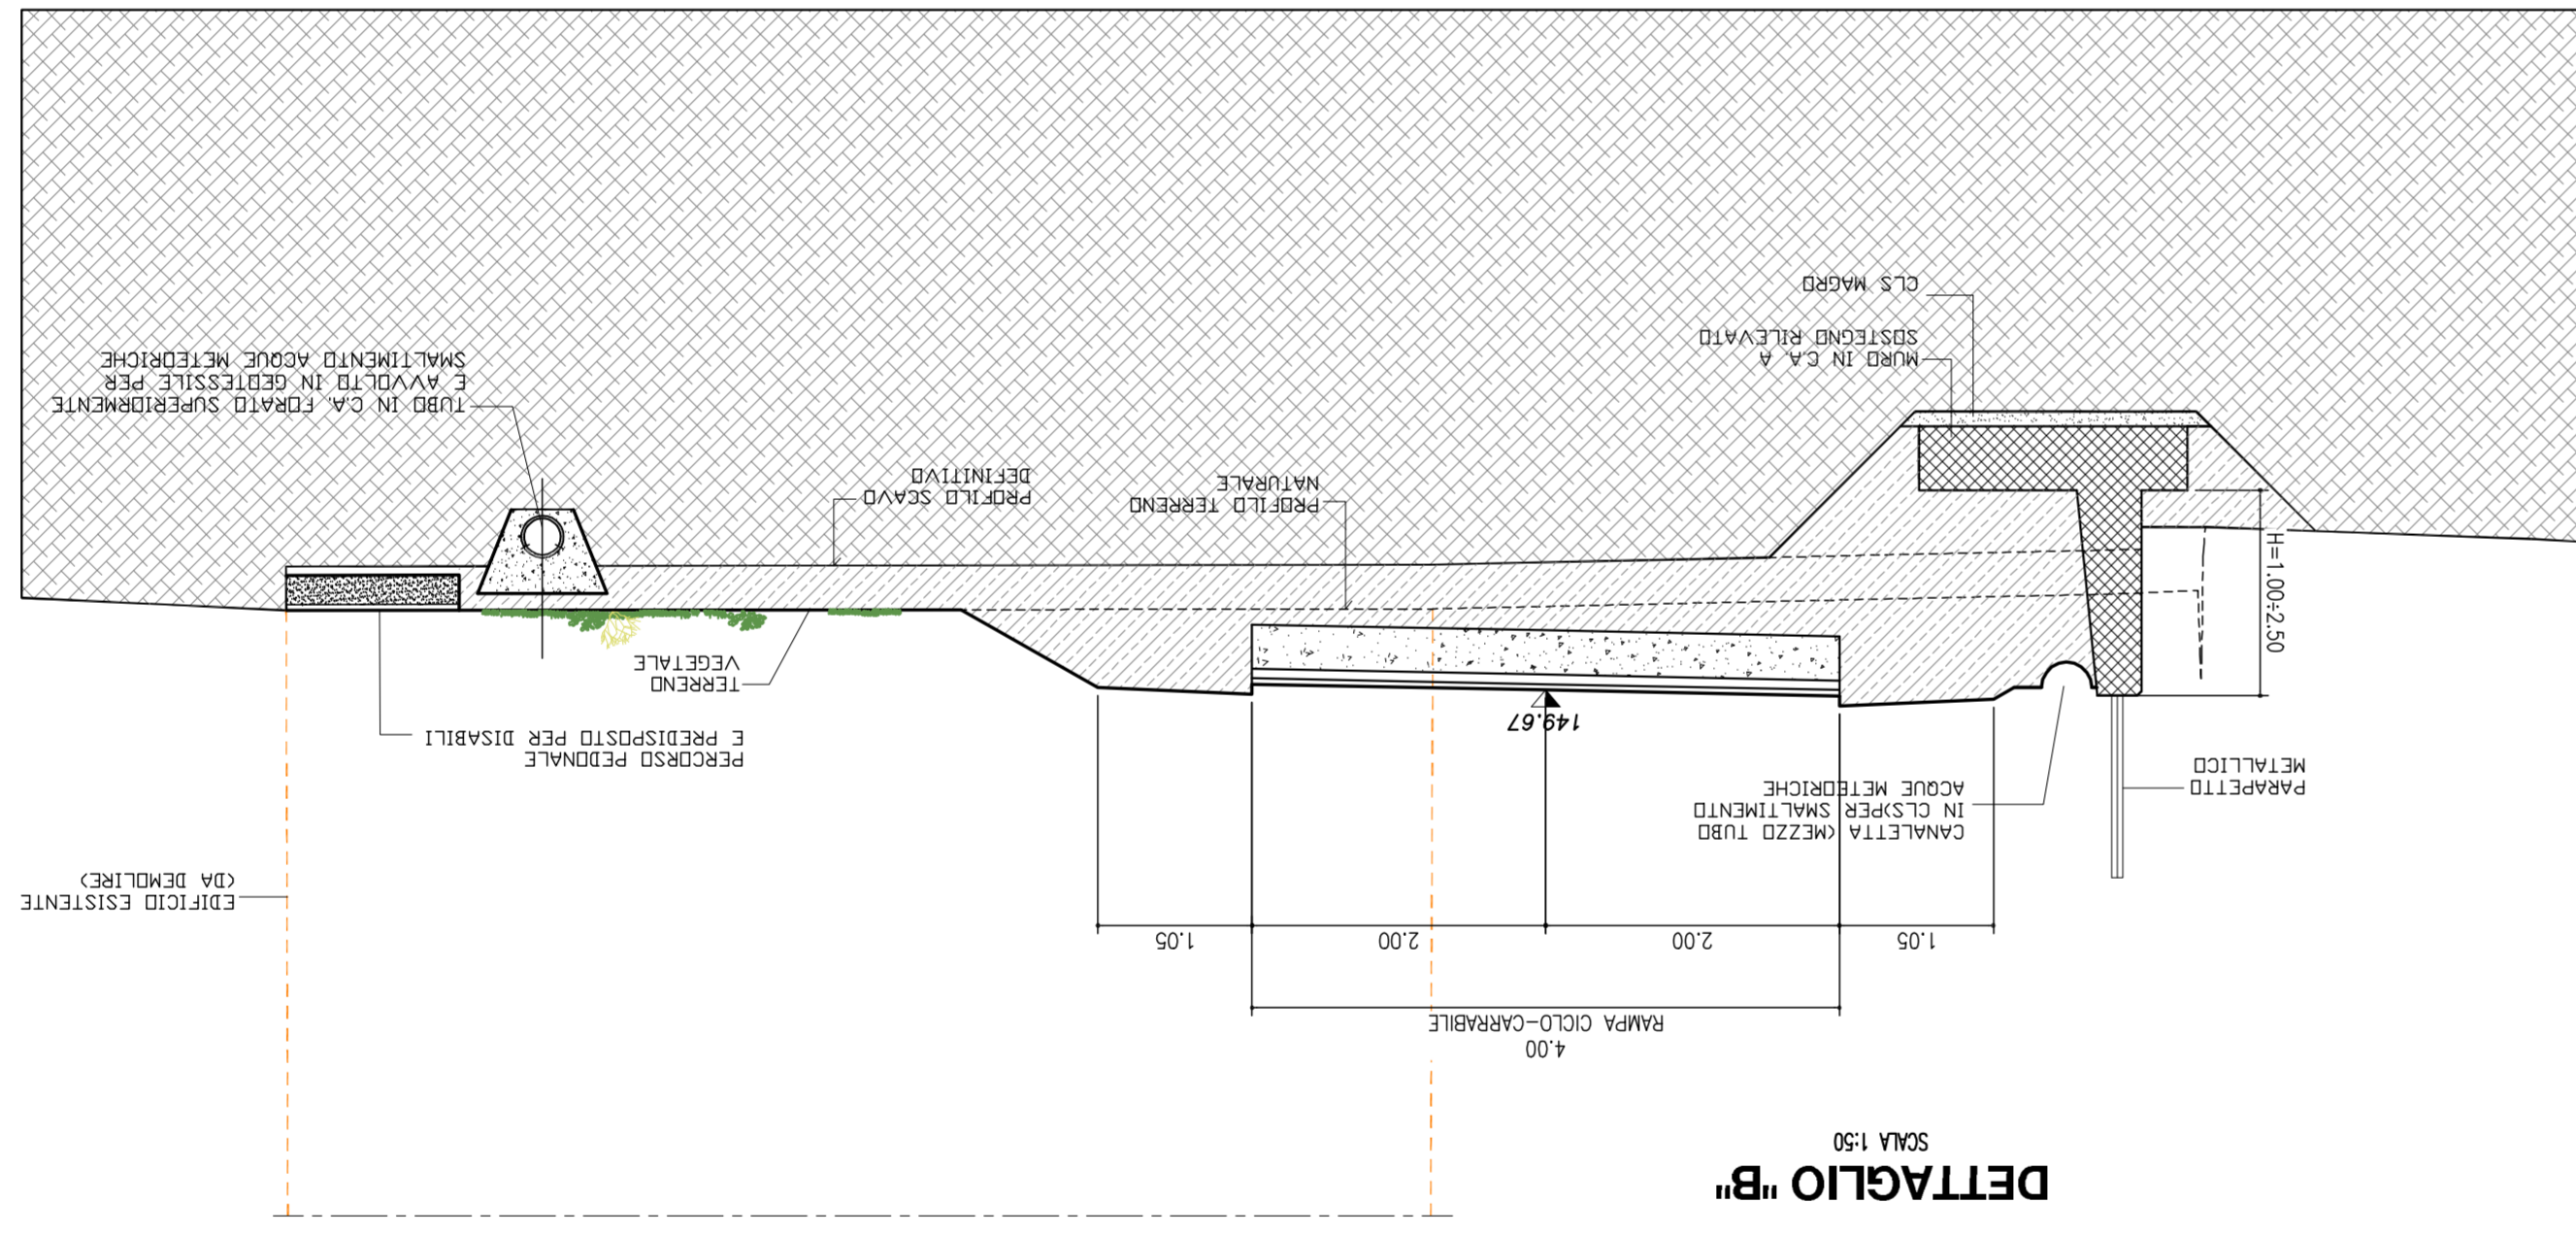 DETTAGLIO "B"
SCALA 1:50
4.00
RAMPA CICLO-CARRABILE
1.05
2.00
2.00
1.05
EDIFICIO ESISTENTE
(DA DEMOLIRE)
CANALETTA (MEZZO TUBO
IN CLS)PER SMALTIMENTO
ACQUE METEORICHE
PARAPETTO
METALLICO
PERCORSO PEDONALE
E PREDISPOSTO PER DISABILI
149.67
TERRENO
VEGETALE
H=1.00÷2.50
PROFILO TERRENO
NATURALE
PROFILO SCAVO
DEFINITIVO
TUBO IN C.A. FORATO SUPERIORMENTE
E AVVOLTO IN GEOTESSILE PER
SMALTIMENTO ACQUE METEORICHE
MURO IN C.A. A
SOSTEGNO RILEVATO
CLS MAGRO